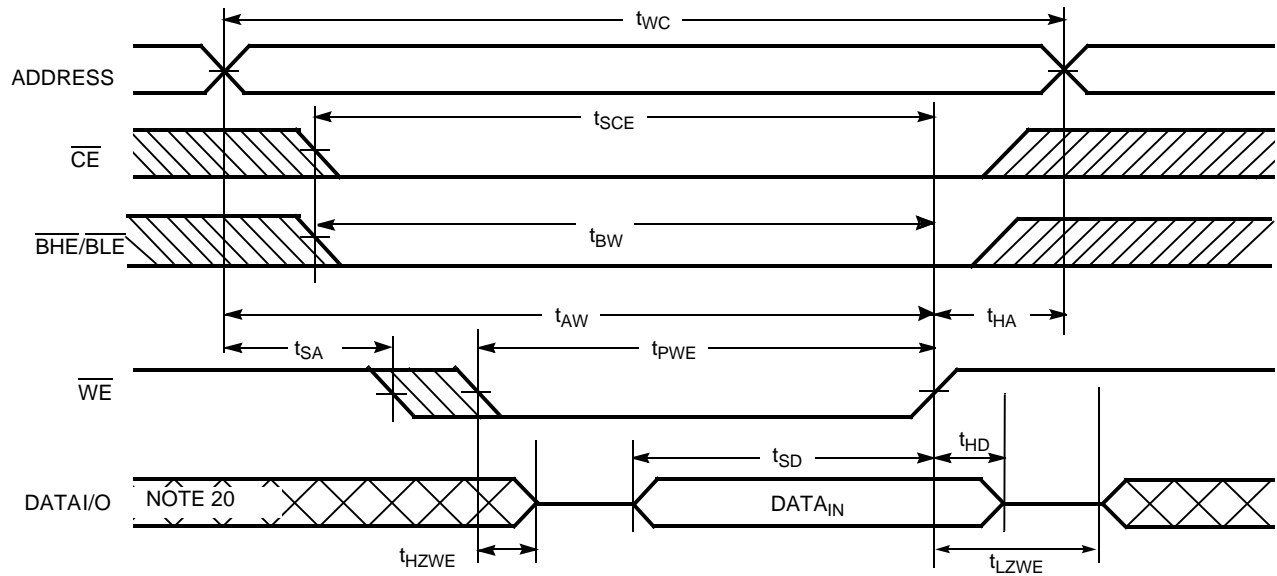 tWC
ADDRESS
tSCE
CE
tBW
BHE/BLE
tAW
tHA
tSA
tPWE
WE
tHD
tSD
DATAI/O
NOTE 20
DATAIN
tHZWE
tLZWE